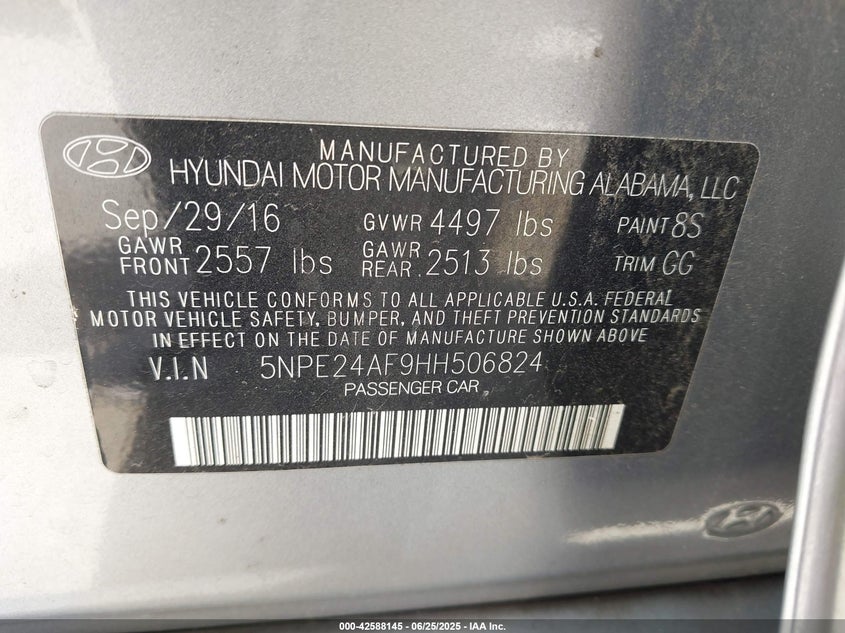 MANUFACTURED BY
HYUNDAI MOTOR MANUFACTURING ALABAMA, LLC
Sep/29/16 GVWR 4497 lbs PAINT 8S
GAWR FRONT 2557 lbs GAWR REAR. 2513 lbs TRIM GG
THIS VEHICLE CONFORMS TO ALL APPLICABLE U.S.A. FEDERAL
MOTOR VEHICLE SAFETY, BUMPER, AND THEFT PREVENTION STANDARDS
IN EFFECT ON THE DATE OF MANUFACTURE SHOWN ABOVE
V.I.N 5NPE24AF9HH506824
PASSENGER CAR
000-42588145 - 06/25/2025 - IAA Inc.